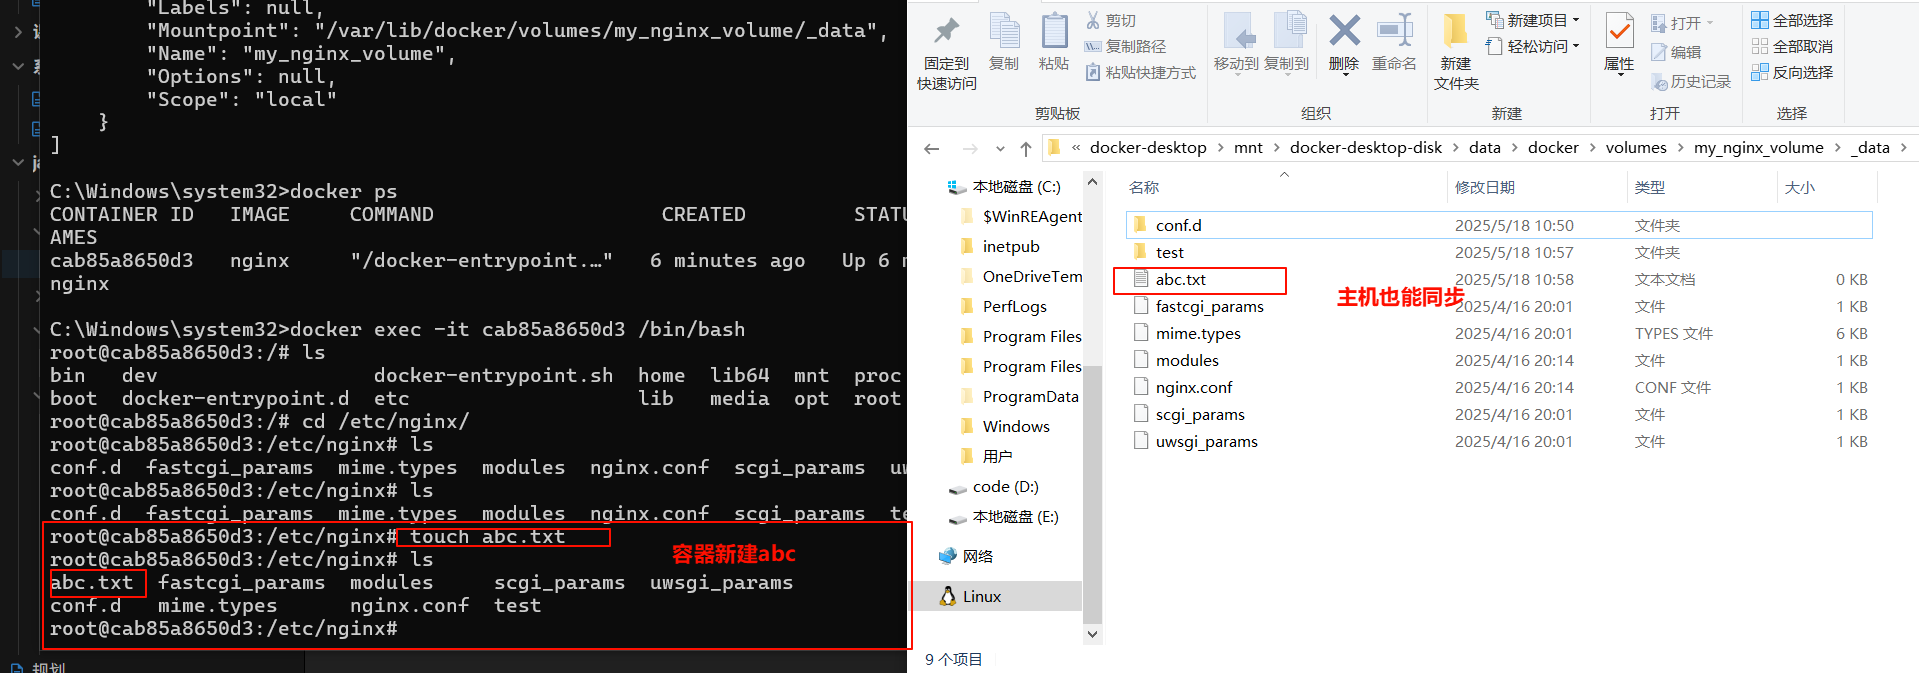 "Labels": null,
"Mountpoint": "/var/lib/docker/volumes/my_nginx_volume/_data",
"Name": "my_nginx_volume",
"Options": null,
"Scope": "local"
}
]
C:\Windows\system32>docker ps
CONTAINER ID IMAGE COMMAND CREATED STATU
AMES
cab85a8650d3 nginx "/docker-entrypoint.…" 6 minutes ago Up 6
nginx
C:\Windows\system32>docker exec -it cab85a8650d3 /bin/bash
root@cab85a8650d3:/# ls
bin dev docker-entrypoint.sh home lib64 mnt proc
boot docker-entrypoint.d etc lib media opt root
root@cab85a8650d3:/# cd /etc/nginx/
root@cab85a8650d3:/etc/nginx# ls
conf.d fastcgi_params mime.types modules nginx.conf scgi_params
root@cab85a8650d3:/etc/nginx# ls
conf.d fastcgi_params mime.types modules nginx.conf scgi_params te
root@cab85a8650d3:/etc/nginx# touch abc.txt
容器新建abc
root@cab85a8650d3:/etc/nginx# ls
abc.txt fastcgi_params modules scgi_params uwsgi_params
conf.d mime.types nginx.conf test
root@cab85a8650d3:/etc/nginx#
规划
固定到
快速访问
复制
粘贴
剪切
复制路径
粘贴快捷方式
剪贴板
移动到
复制到
删除
重命名
组织
新建
文件夹
新建项目
轻松访问
新建
属性
打开
编辑
历史记录
打开
全部选择
全部取消
反向选择
选择
« docker-desktop > mnt > docker-desktop-disk > data > docker > volumes > my_nginx_volume > _data >
本地磁盘 (C:)
$WinREAgent
inetpub
OneDriveTem
PerfLogs
Program Files
Program Files
ProgramData
Windows
用户
code (D:)
本地磁盘 (E:)
网络
Linux
名称 修改日期 类型 大小
conf.d 2025/5/18 10:50 文件夹
test 2025/5/18 10:57 文件夹
abc.txt 2025/5/18 10:58 文本文档 0 KB
主机也能同步
fastcgi_params 2025/4/16 20:01 文件 1 KB
mime.types 2025/4/16 20:01 TYPES 文件 6 KB
modules 2025/4/16 20:14 文件 1 KB
nginx.conf 2025/4/16 20:14 CONF 文件 1 KB
scgi_params 2025/4/16 20:01 文件 1 KB
uwsgi_params 2025/4/16 20:01 文件 1 KB
9 个项目